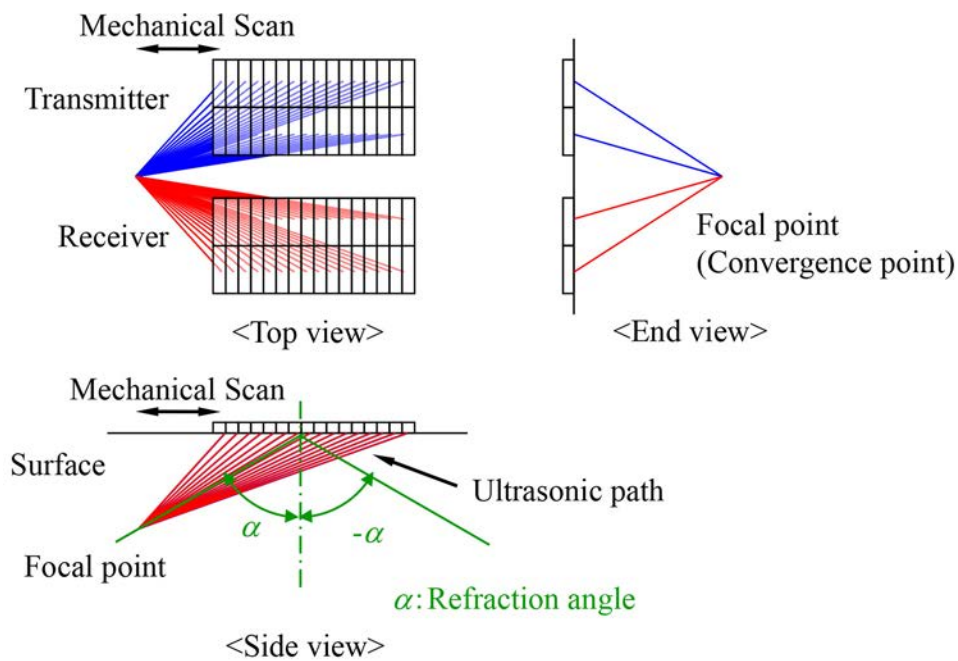 Mechanical Scan
Transmitter
Receiver
Focal point
(Convergence point)
<Top view>
<End view>
Mechanical Scan
Surface
Ultrasonic path
α
-α
Focal point
α: Refraction angle
<Side view>